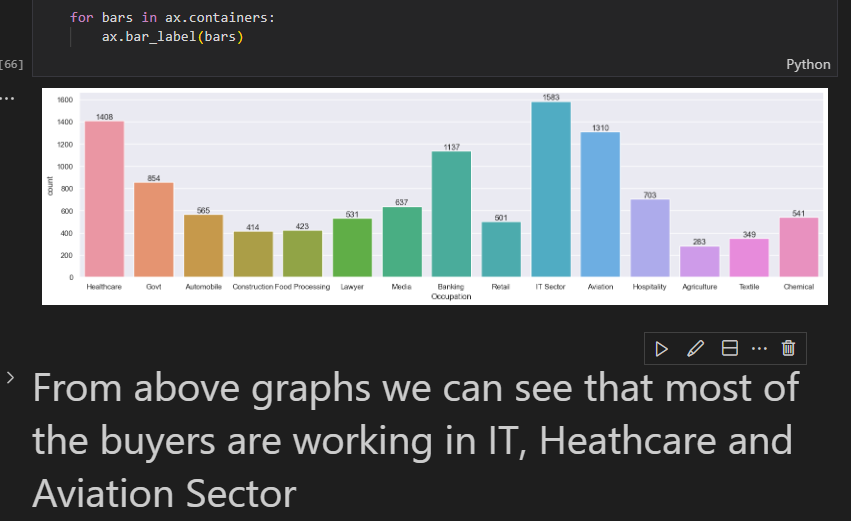 for bars in ax.containers:
ax.bar_label(bars)
[66]
Python
...
1600
1400
1200
1000
800
600
400
200
0
count
1408
854
565
414
423
531
637
1137
501
1583
1310
703
283
349
541
Healthcare Govt Automobile Construction Food Processing Lawyer Media Banking Retail IT Sector Aviation Hospitality Agriculture Textile Chemical
Occupation
From above graphs we can see that most of
the buyers are working in IT, Heathcare and
Aviation Sector